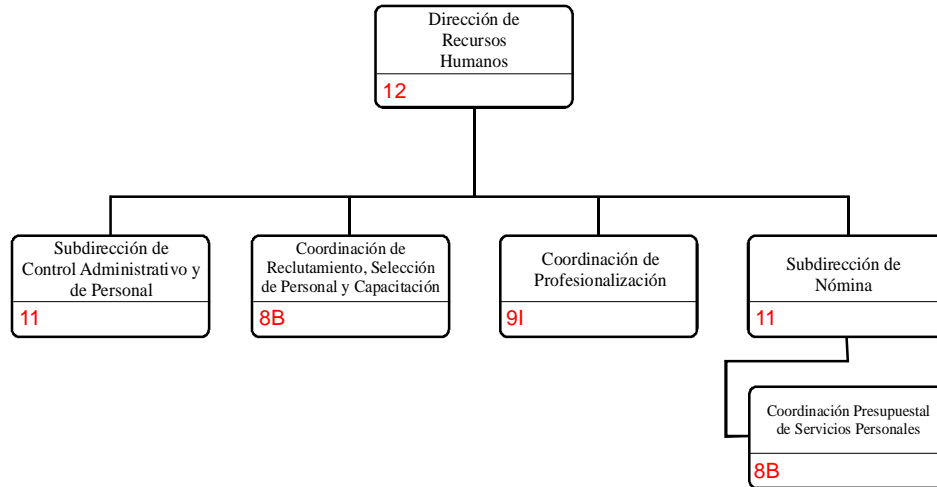 Dirección de
Recursos
Humanos
12
Subdirección de
Control Administrativo y
de Personal
11
Coordinación de
Reclutamiento, Selección
de Personal y Capacitación
8B
Coordinación de
Profesionalización
9I
Subdirección de
Nómina
11
Coordinación Presupuestal
de Servicios Personales
8B